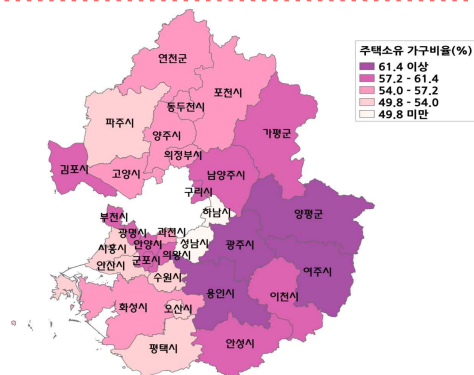 주택소유 가구비율(%)
61.4 이상
57.2 - 61.4
54.0 - 57.2
49.8 - 54.0
49.8 미만
연천군
포천시
동두천시
파주시
양주시
가평군
의정부시
김포시
고양시
남양주시
구리시
하남시
양평군
부천시
광명시
과천시
시흥시
안양시
성남시
광주시
의왕시
안산시
군포시
여주시
수원시
용인시
이천시
화성시
오산시
평택시
안성시